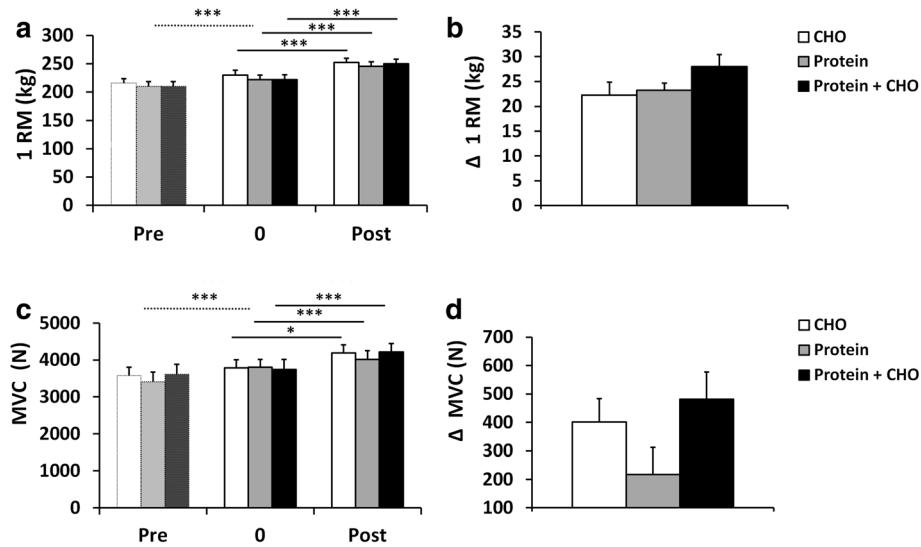 a
***
***
***
***
1 RM (kg)
300
250
200
150
100
50
0
Pre
0
Post
b
Δ 1 RM (kg)
35
30
25
20
15
10
5
0
CHO
Protein
Protein + CHO
c
***
***
***
*
MVC (N)
5000
4000
3000
2000
1000
0
Pre
0
Post
d
Δ MVC (N)
700
600
500
400
300
200
100
CHO
Protein
Protein + CHO